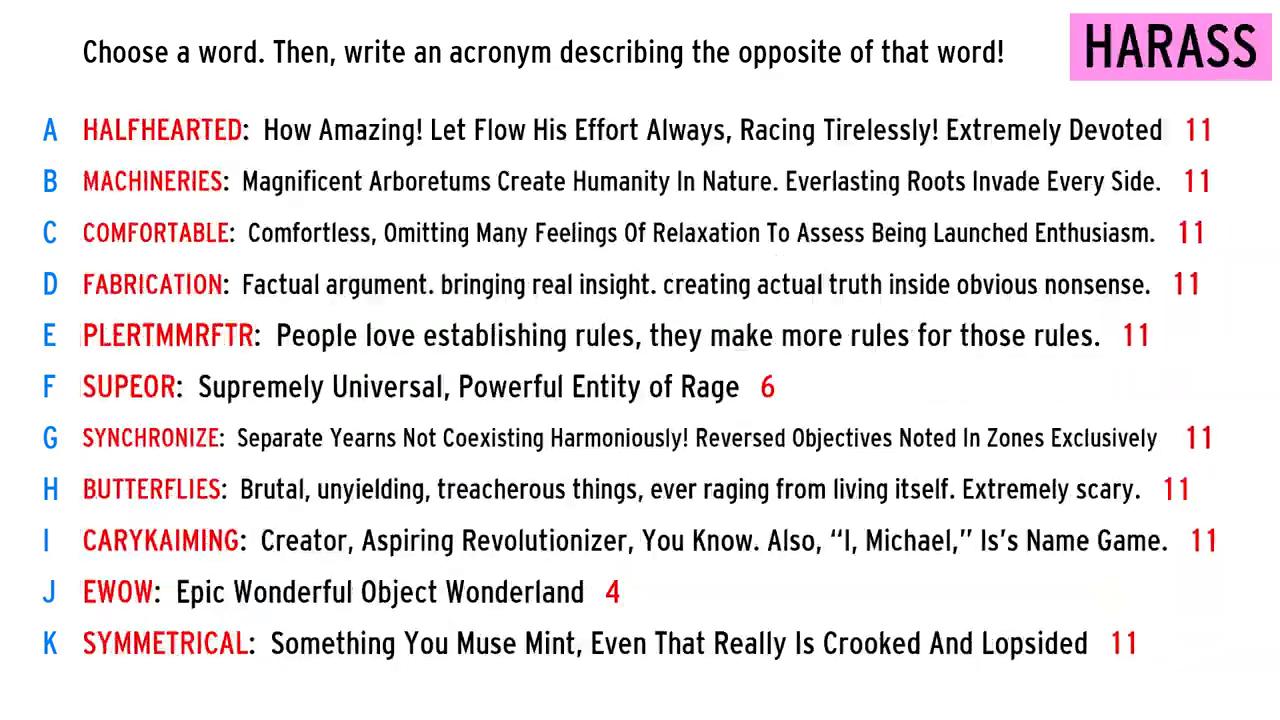 Choose a word. Then, write an acronym describing the opposite of that word!
HARASS
A HALFHEARTED: How Amazing! Let Flow His Effort Always, Racing Tirelessly! Extremely Devoted 11
B MACHINERIES: Magnificent Arboretums Create Humanity In Nature. Everlasting Roots Invade Every Side. 11
C COMFORTABLE: Comfortless, Omitting Many Feelings Of Relaxation To Assess Being Launched Enthusiasm. 11
D FABRICATION: Factual argument. bringing real insight. creating actual truth inside obvious nonsense. 11
E PLERTMMRFTR: People love establishing rules, they make more rules for those rules. 11
F SUPEOR: Supremely Universal, Powerful Entity of Rage 6
G SYNCHRONIZE: Separate Yearns Not Coexisting Harmoniously! Reversed Objectives Noted In Zones Exclusively 11
H BUTTERFLIES: Brutal, unyielding, treacherous things, ever raging from living itself. Extremely scary. 11
I CARYKAIMING: Creator, Aspiring Revolutionizer, You Know. Also, “I, Michael,” Is’s Name Game. 11
J EWOW: Epic Wonderful Object Wonderland 4
K SYMMETRICAL: Something You Muse Mint, Even That Really Is Crooked And Lopsided 11